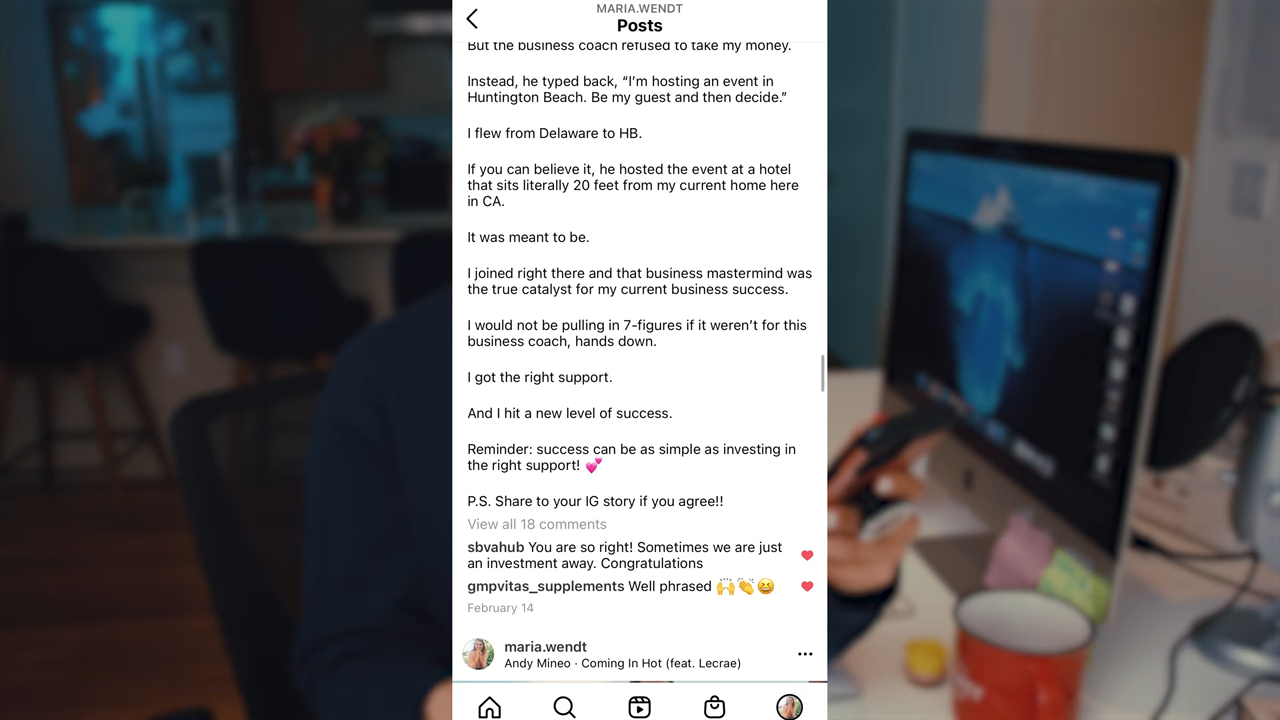 MARIA.WENDT
Posts
But the business coach refused to take my money.
Instead, he typed back, “I’m hosting an event in
Huntington Beach. Be my guest and then decide.”
I flew from Delaware to HB.
If you can believe it, he hosted the event at a hotel
that sits literally 20 feet from my current home here
in CA.
It was meant to be.
I joined right there and that business mastermind was
the true catalyst for my current business success.
I would not be pulling in 7-figures if it weren’t for this
business coach, hands down.
I got the right support.
And I hit a new level of success.
Reminder: success can be as simple as investing in
the right support! 💕
P.S. Share to your IG story if you agree!!
View all 18 comments
sbvahub You are so right! Sometimes we are just
an investment away. Congratulations
gmpvitas_supplements Well phrased 🙌👏😆
February 14
maria.wendt
Andy Mineo · Coming In Hot (feat. Lecrae)